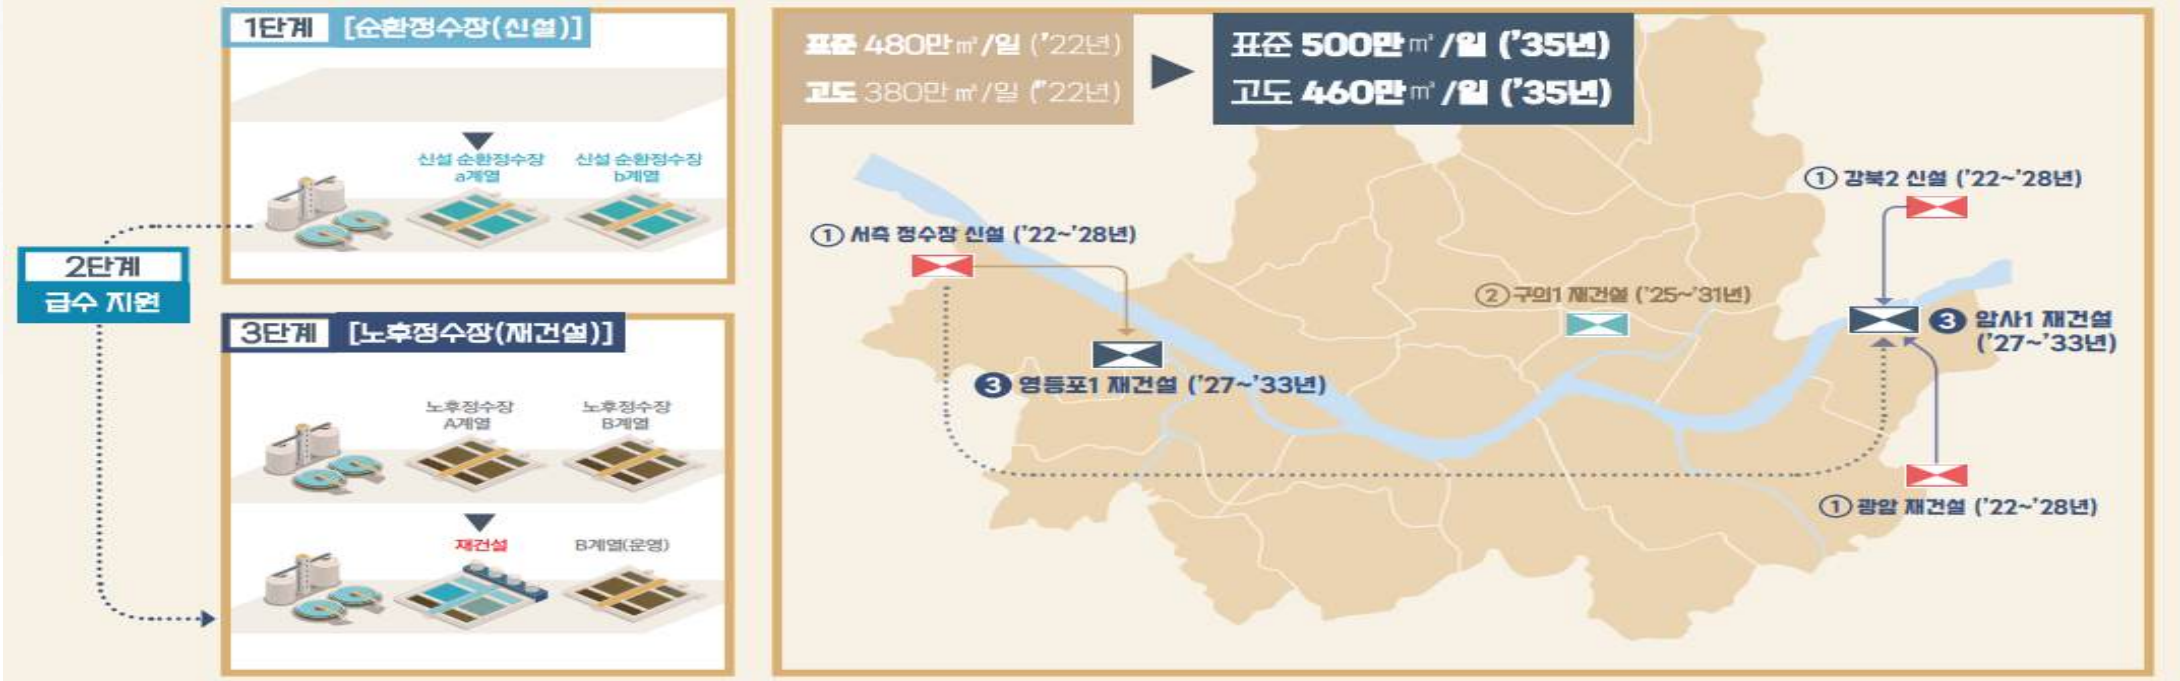 1단계 [순환정수장(신설)]
신설 순환정수장
a계열
신설 순환정수장
b계열
2단계
급수 지원
3단계 [노후정수장(재건설)]
노후정수장
A계열
노후정수장
B계열
재건설
B계열(운영)
표준 480만㎥/일 ('22년)
고도 380만㎥/일 ('22년)
표준 500만㎥/일 ('35년)
고도 460만㎥/일 ('35년)
① 강북2 신설 ('22~'28년)
① 서측 정수장 신설 ('22~'28년)
② 구의1 재건설 ('25~'31년)
❸ 암사1 재건설
('27~'33년)
❸ 영등포1 재건설 ('27~'33년)
① 광암 재건설 ('22~'28년)